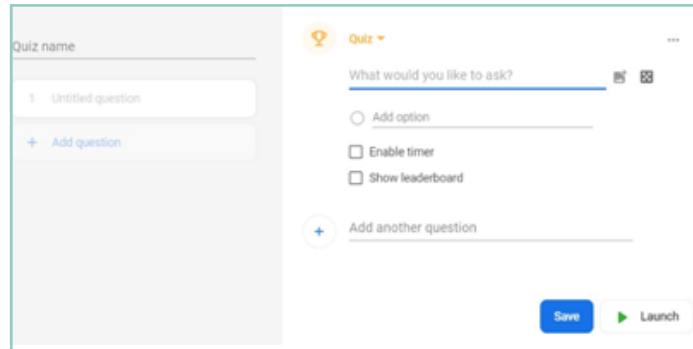 Quiz name
1 Untitled question
+ Add question
Quiz
What would you like to ask?
Add option
Enable timer
Show leaderboard
+ Add another question
Save
Launch